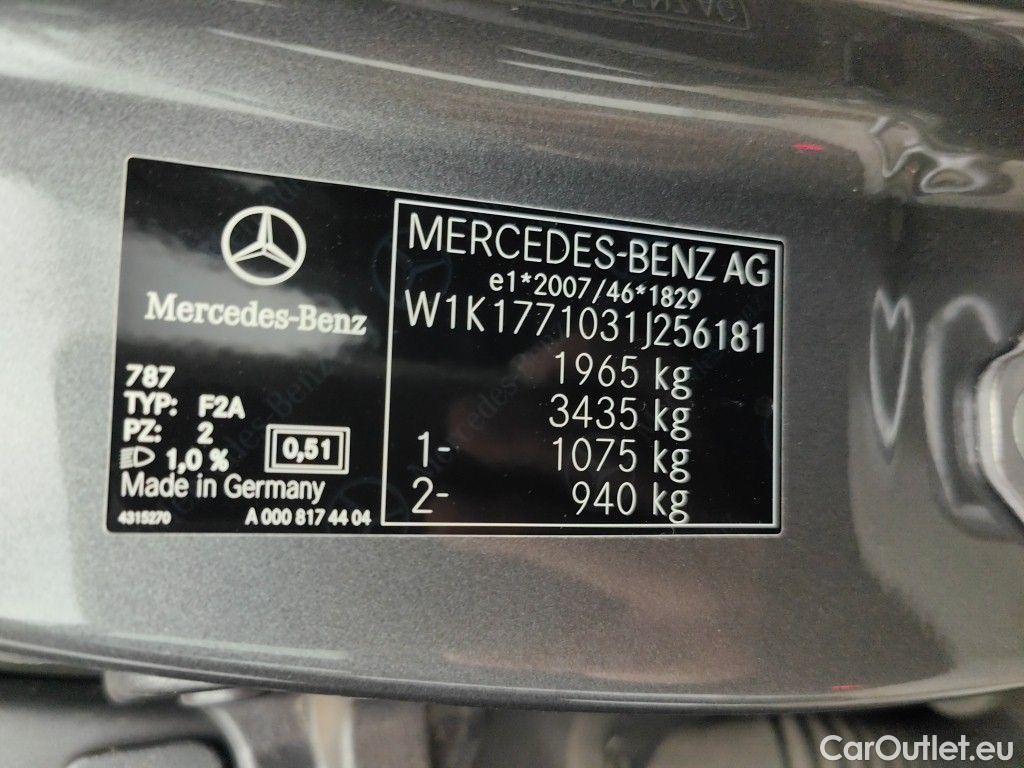 Mercedes-Benz
787
TYP: F2A
PZ: 2
1,0 %
0,51
Made in Germany
4315270 A 000 817 44 04
MERCEDES-BENZ AG
e1*2007/46*1829
W1K1771031J256181
1965 kg
3435 kg
1- 1075 kg
2- 940 kg
CarOutlet.eu